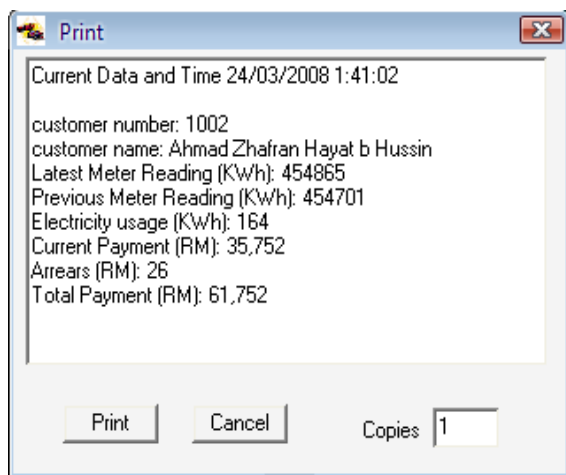 Print
Current Data and Time 24/03/2008 1:41:02
customer number: 1002
customer name: Ahmad Zhafran Hayat b Hussin
Latest Meter Reading (KWh): 454865
Previous Meter Reading (KWh): 454701
Electricity usage (KWh): 164
Current Payment (RM): 35,752
Arrears (RM): 26
Total Payment (RM): 61,752
Print Cancel Copies 1